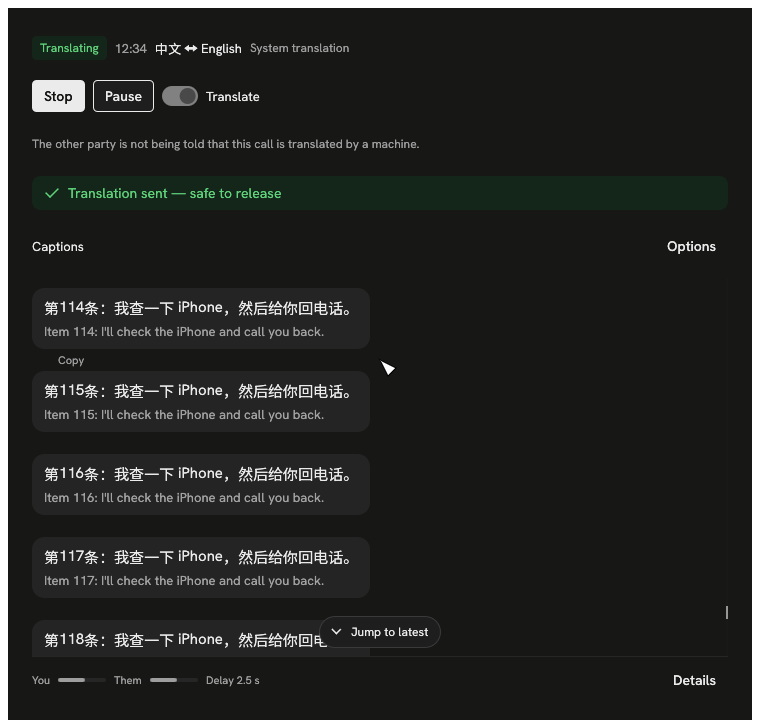 Translating 12:34 中文 ⬌ English System translation
Stop Pause Translate
The other party is not being told that this call is translated by a machine.
Translation sent — safe to release
Captions Options
第114条：我查一下 iPhone，然后给你回电话。
Item 114: I'll check the iPhone and call you back.
Copy
第115条：我查一下 iPhone，然后给你回电话。
Item 115: I'll check the iPhone and call you back.
第116条：我查一下 iPhone，然后给你回电话。
Item 116: I'll check the iPhone and call you back.
第117条：我查一下 iPhone，然后给你回电话。
Item 117: I'll check the iPhone and call you back.
第118条：我查一下 iPhone，然后给你回
Jump to latest
You Them Delay 2.5 s Details